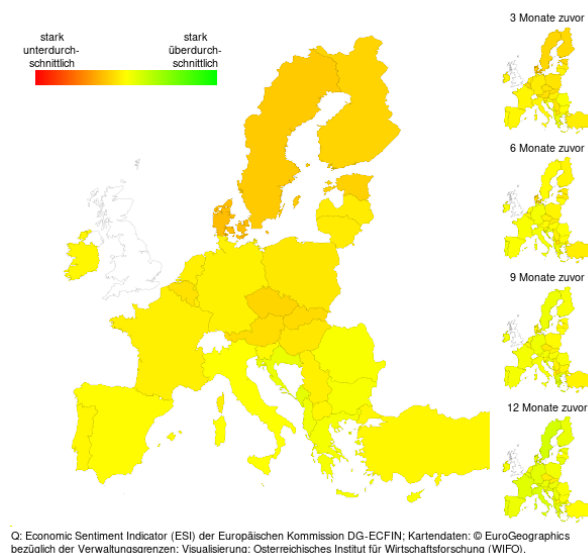 stark
unterdurch-
schnittlich
stark
überdurch-
schnittlich
3 Monate zuvor
6 Monate zuvor
9 Monate zuvor
12 Monate zuvor
Q: Economic Sentiment Indicator (ESI) der Europäischen Kommission DG-ECFIN; Kartendaten: © EuroGeographics
bezüglich der Verwaltungsgrenzen; Visualisierung: Österreichisches Institut für Wirtschaftsforschung (WIFO).